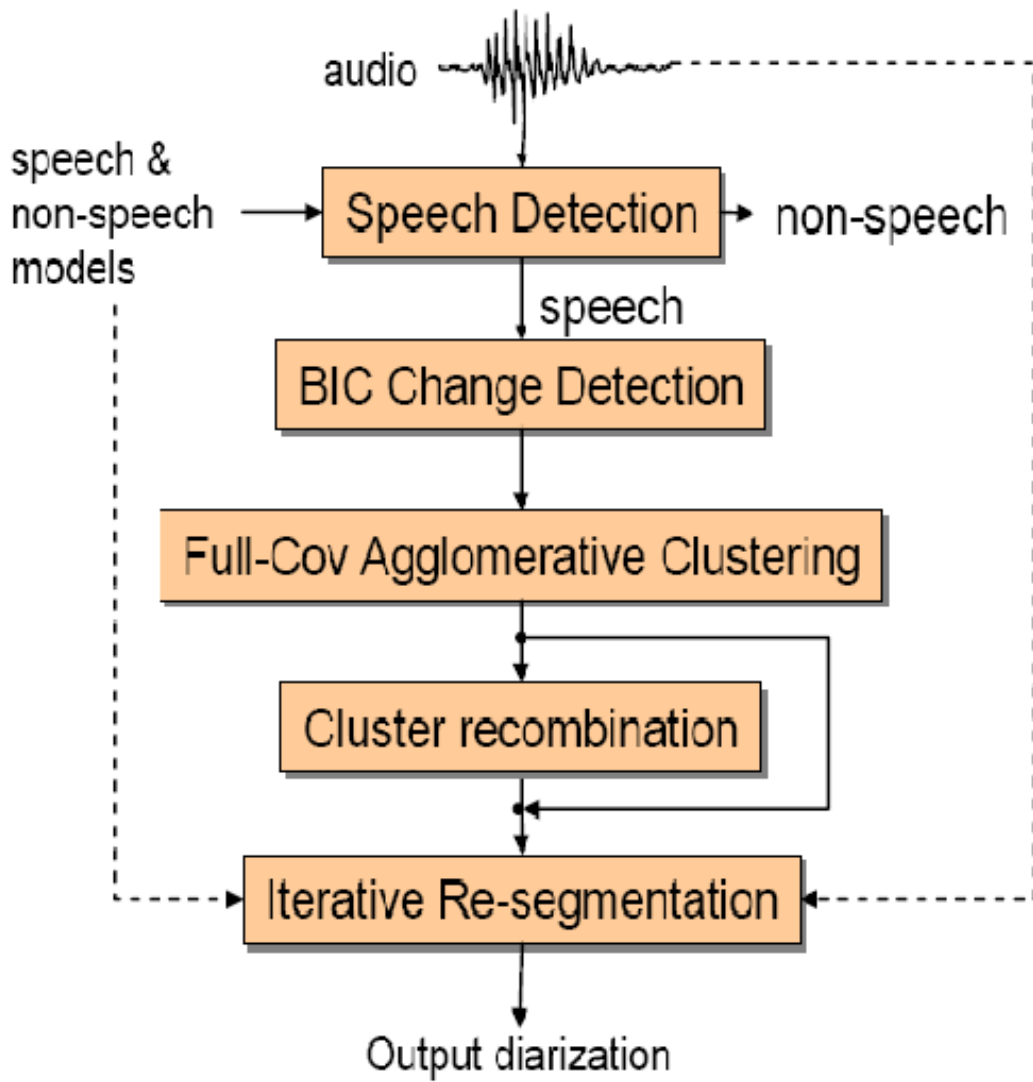 audio
speech &
non-speech
models
Speech Detection
non-speech
speech
BIC Change Detection
Full-Cov Agglomerative Clustering
Cluster recombination
Iterative Re-segmentation
Output diarization